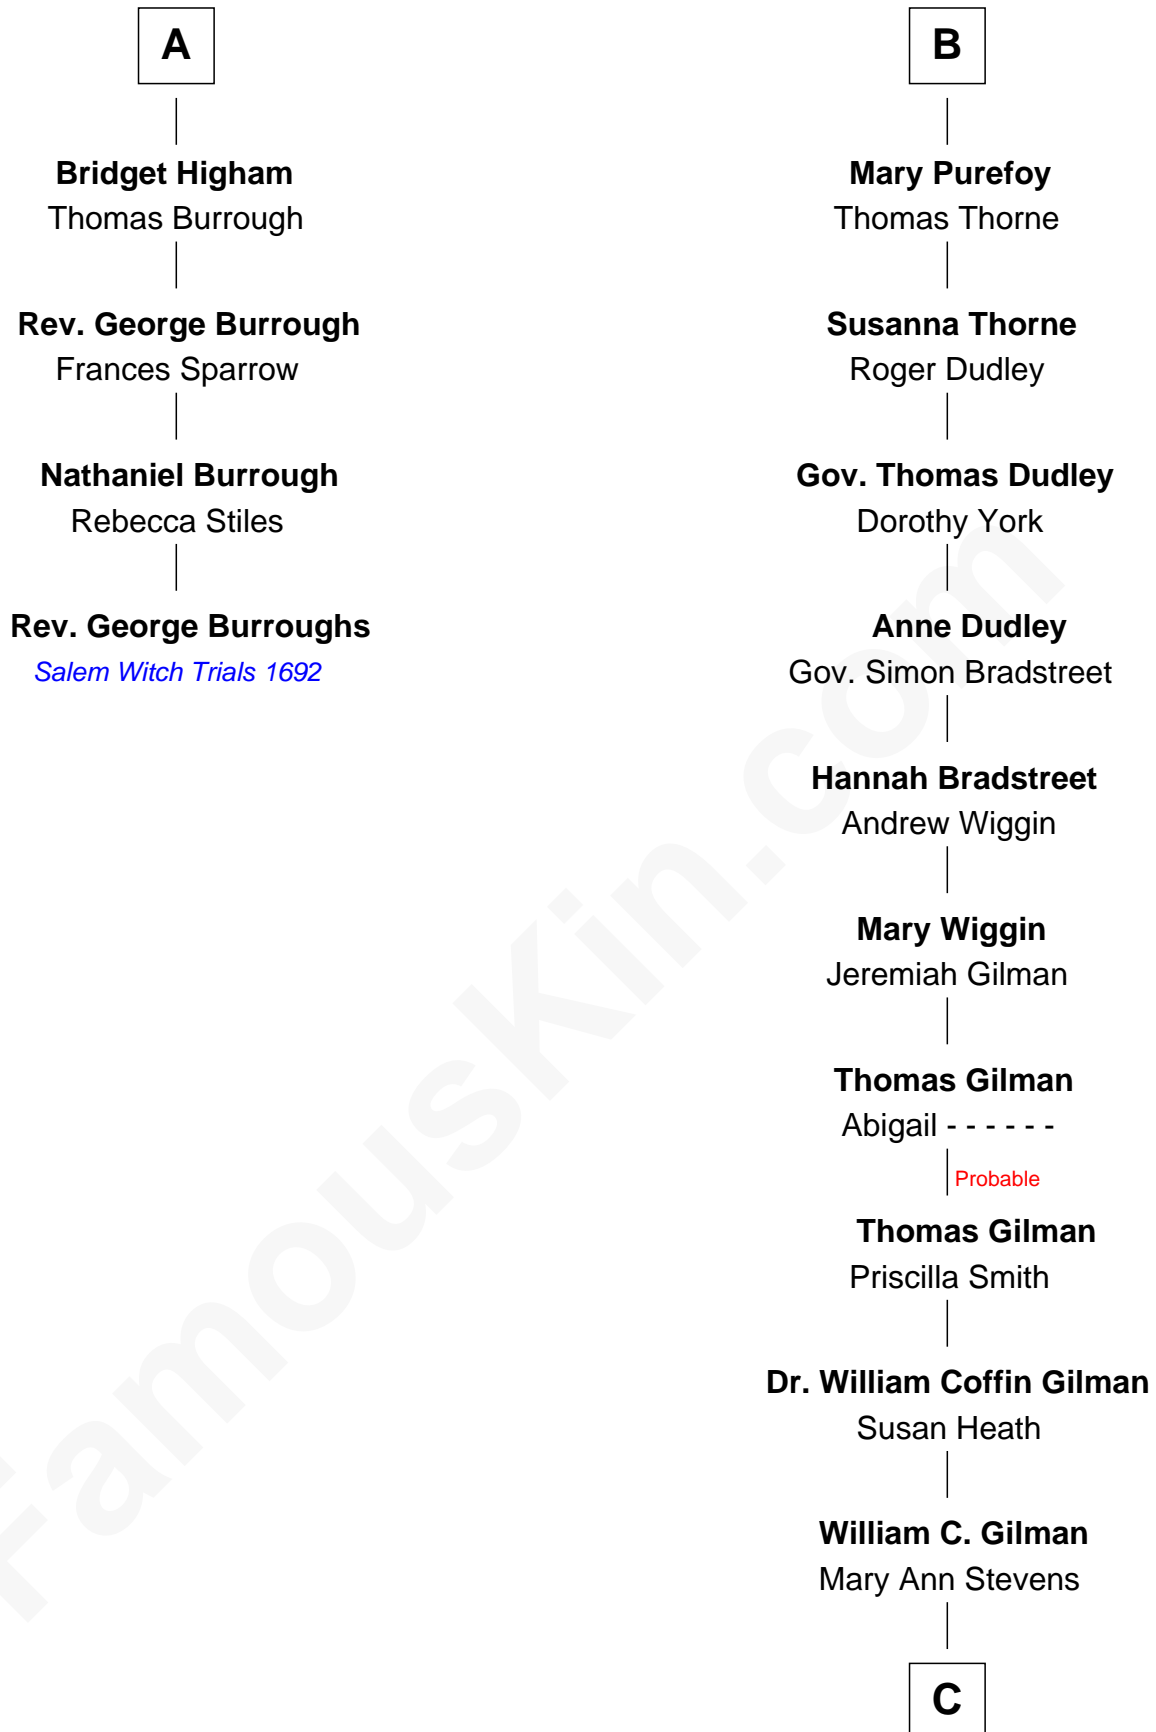 A
Bridget Higham
Thomas Burrough
Rev. George Burrough
Frances Sparrow
Nathaniel Burrough
Rebecca Stiles
Rev. George Burroughs
Salem Witch Trials 1692
B
Mary Purefoy
Thomas Thorne
Susanna Thorne
Roger Dudley
Gov. Thomas Dudley
Dorothy York
Anne Dudley
Gov. Simon Bradstreet
Hannah Bradstreet
Andrew Wiggin
Mary Wiggin
Jeremiah Gilman
Thomas Gilman
Abigail - - - - - -
Probable
Thomas Gilman
Priscilla Smith
Dr. William Coffin Gilman
Susan Heath
William C. Gilman
Mary Ann Stevens
C
FamousKin.com